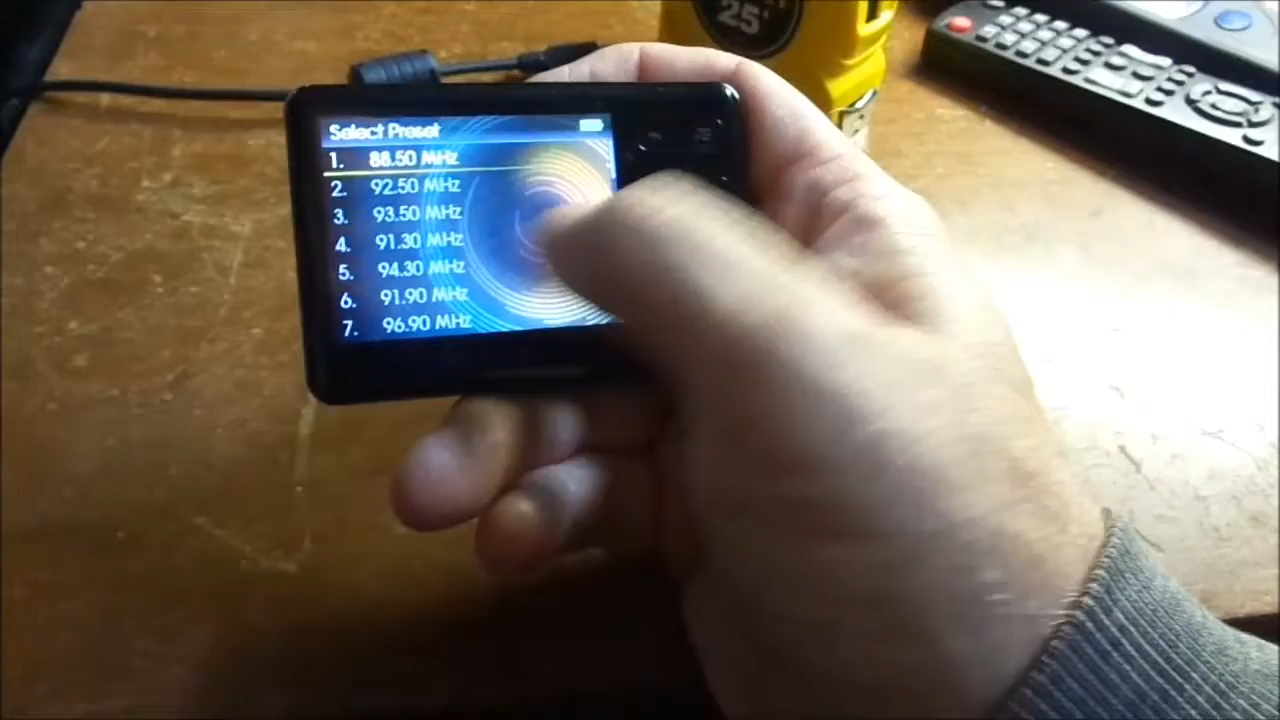 25'
Select Preset
1. 88.50 MHz
2. 92.50 MHz
3. 93.50 MHz
4. 91.30 MHz
5. 94.30 MHz
6. 91.90 MHz
7. 96.90 MHz